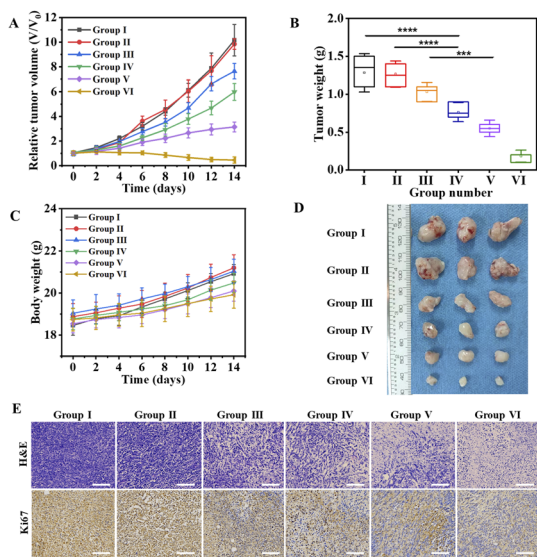 A
Relative tumor volume (V/V0)
12
10
8
6
4
2
0
Group I
Group II
Group III
Group IV
Group V
Group VI
0 2 4 6 8 10 12 14
Time (days)
B
Tumor weight (g)
2.0
1.5
1.0
0.5
0.0
****
****
***
I II III IV V VI
Group number
C
Body weight (g)
24
22
20
18
16
Group I
Group II
Group III
Group IV
Group V
Group VI
0 2 4 6 8 10 12 14
Time (days)
D
Group I
Group II
Group III
Group IV
Group V
Group VI
E
Group I Group II Group III Group IV Group V Group VI
H&E
Ki67